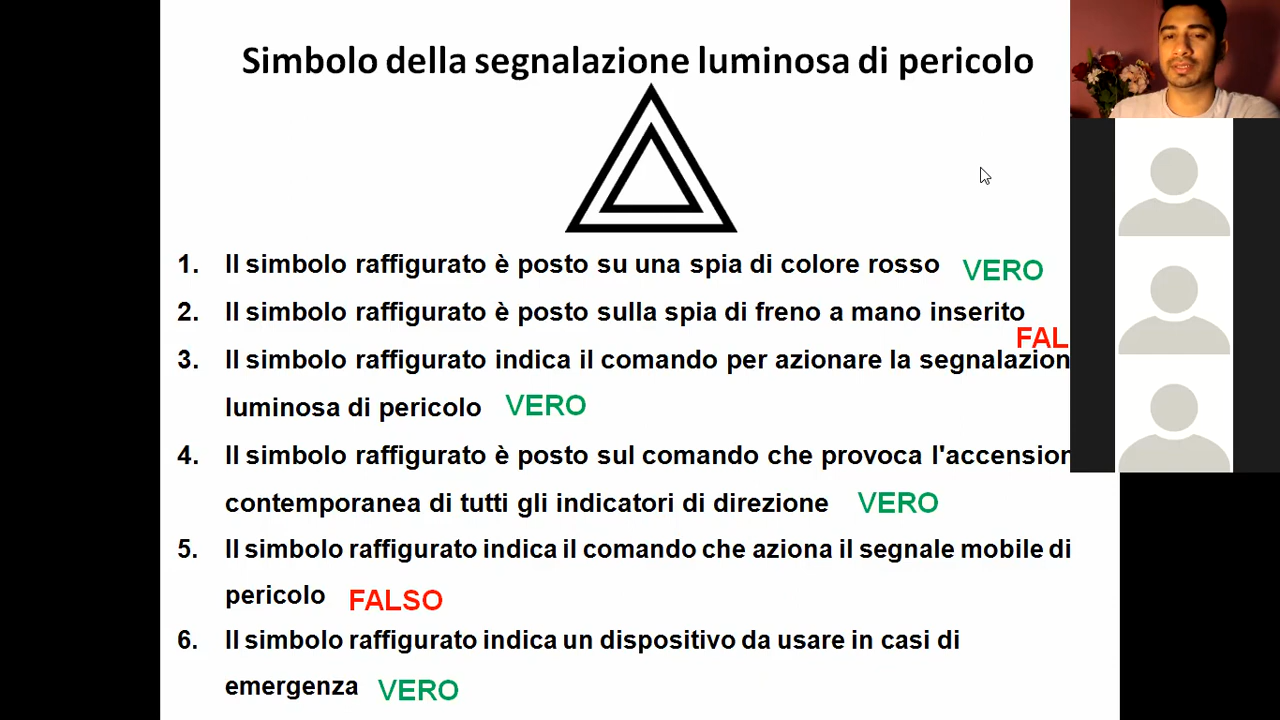 Simbolo della segnalazione luminosa di pericolo
1. Il simbolo raffigurato è posto su una spia di colore rosso VERO
2. Il simbolo raffigurato è posto sulla spia di freno a mano inserito
FAL
3. Il simbolo raffigurato indica il comando per azionare la segnalazion
luminosa di pericolo VERO
4. Il simbolo raffigurato è posto sul comando che provoca l'accension
contemporanea di tutti gli indicatori di direzione VERO
5. Il simbolo raffigurato indica il comando che aziona il segnale mobile di
pericolo FALSO
6. Il simbolo raffigurato indica un dispositivo da usare in casi di
emergenza VERO